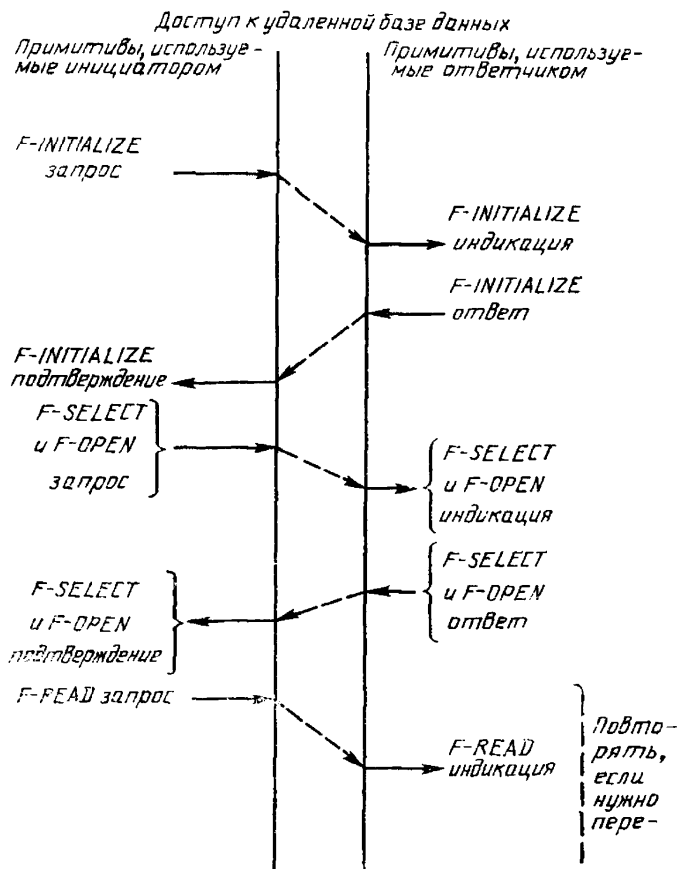 Доступ к удаленной базе данных
Примитивы, используе-
мые инициатором
Примитивы, используе-
мые ответчиком
F-INITIALIZE
запрос
F-INITIALIZE
индикация
F-INITIALIZE
ответ
F-INITIALIZE
подтверждение
F-SELECT
и F-OPEN
запрос
F-SELECT
и F-OPEN
индикация
F-SELECT
и F-OPEN
ответ
F-SELECT
и F-OPEN
подтверждение
F-READ запрос
F-READ
индикация
Повто-
рять,
если
нужно
пере-